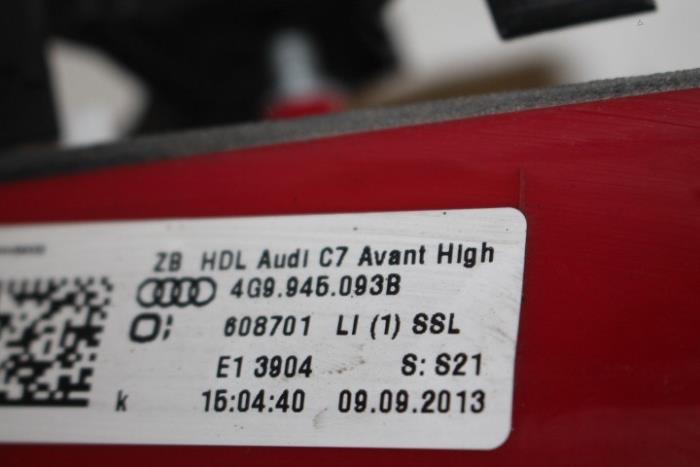 ZB HDL Audi C7 Avant High
4G9.945.093B
608701 LI (1) SSL
E1 3904 S: S21
k 15:04:40 09.09.2013